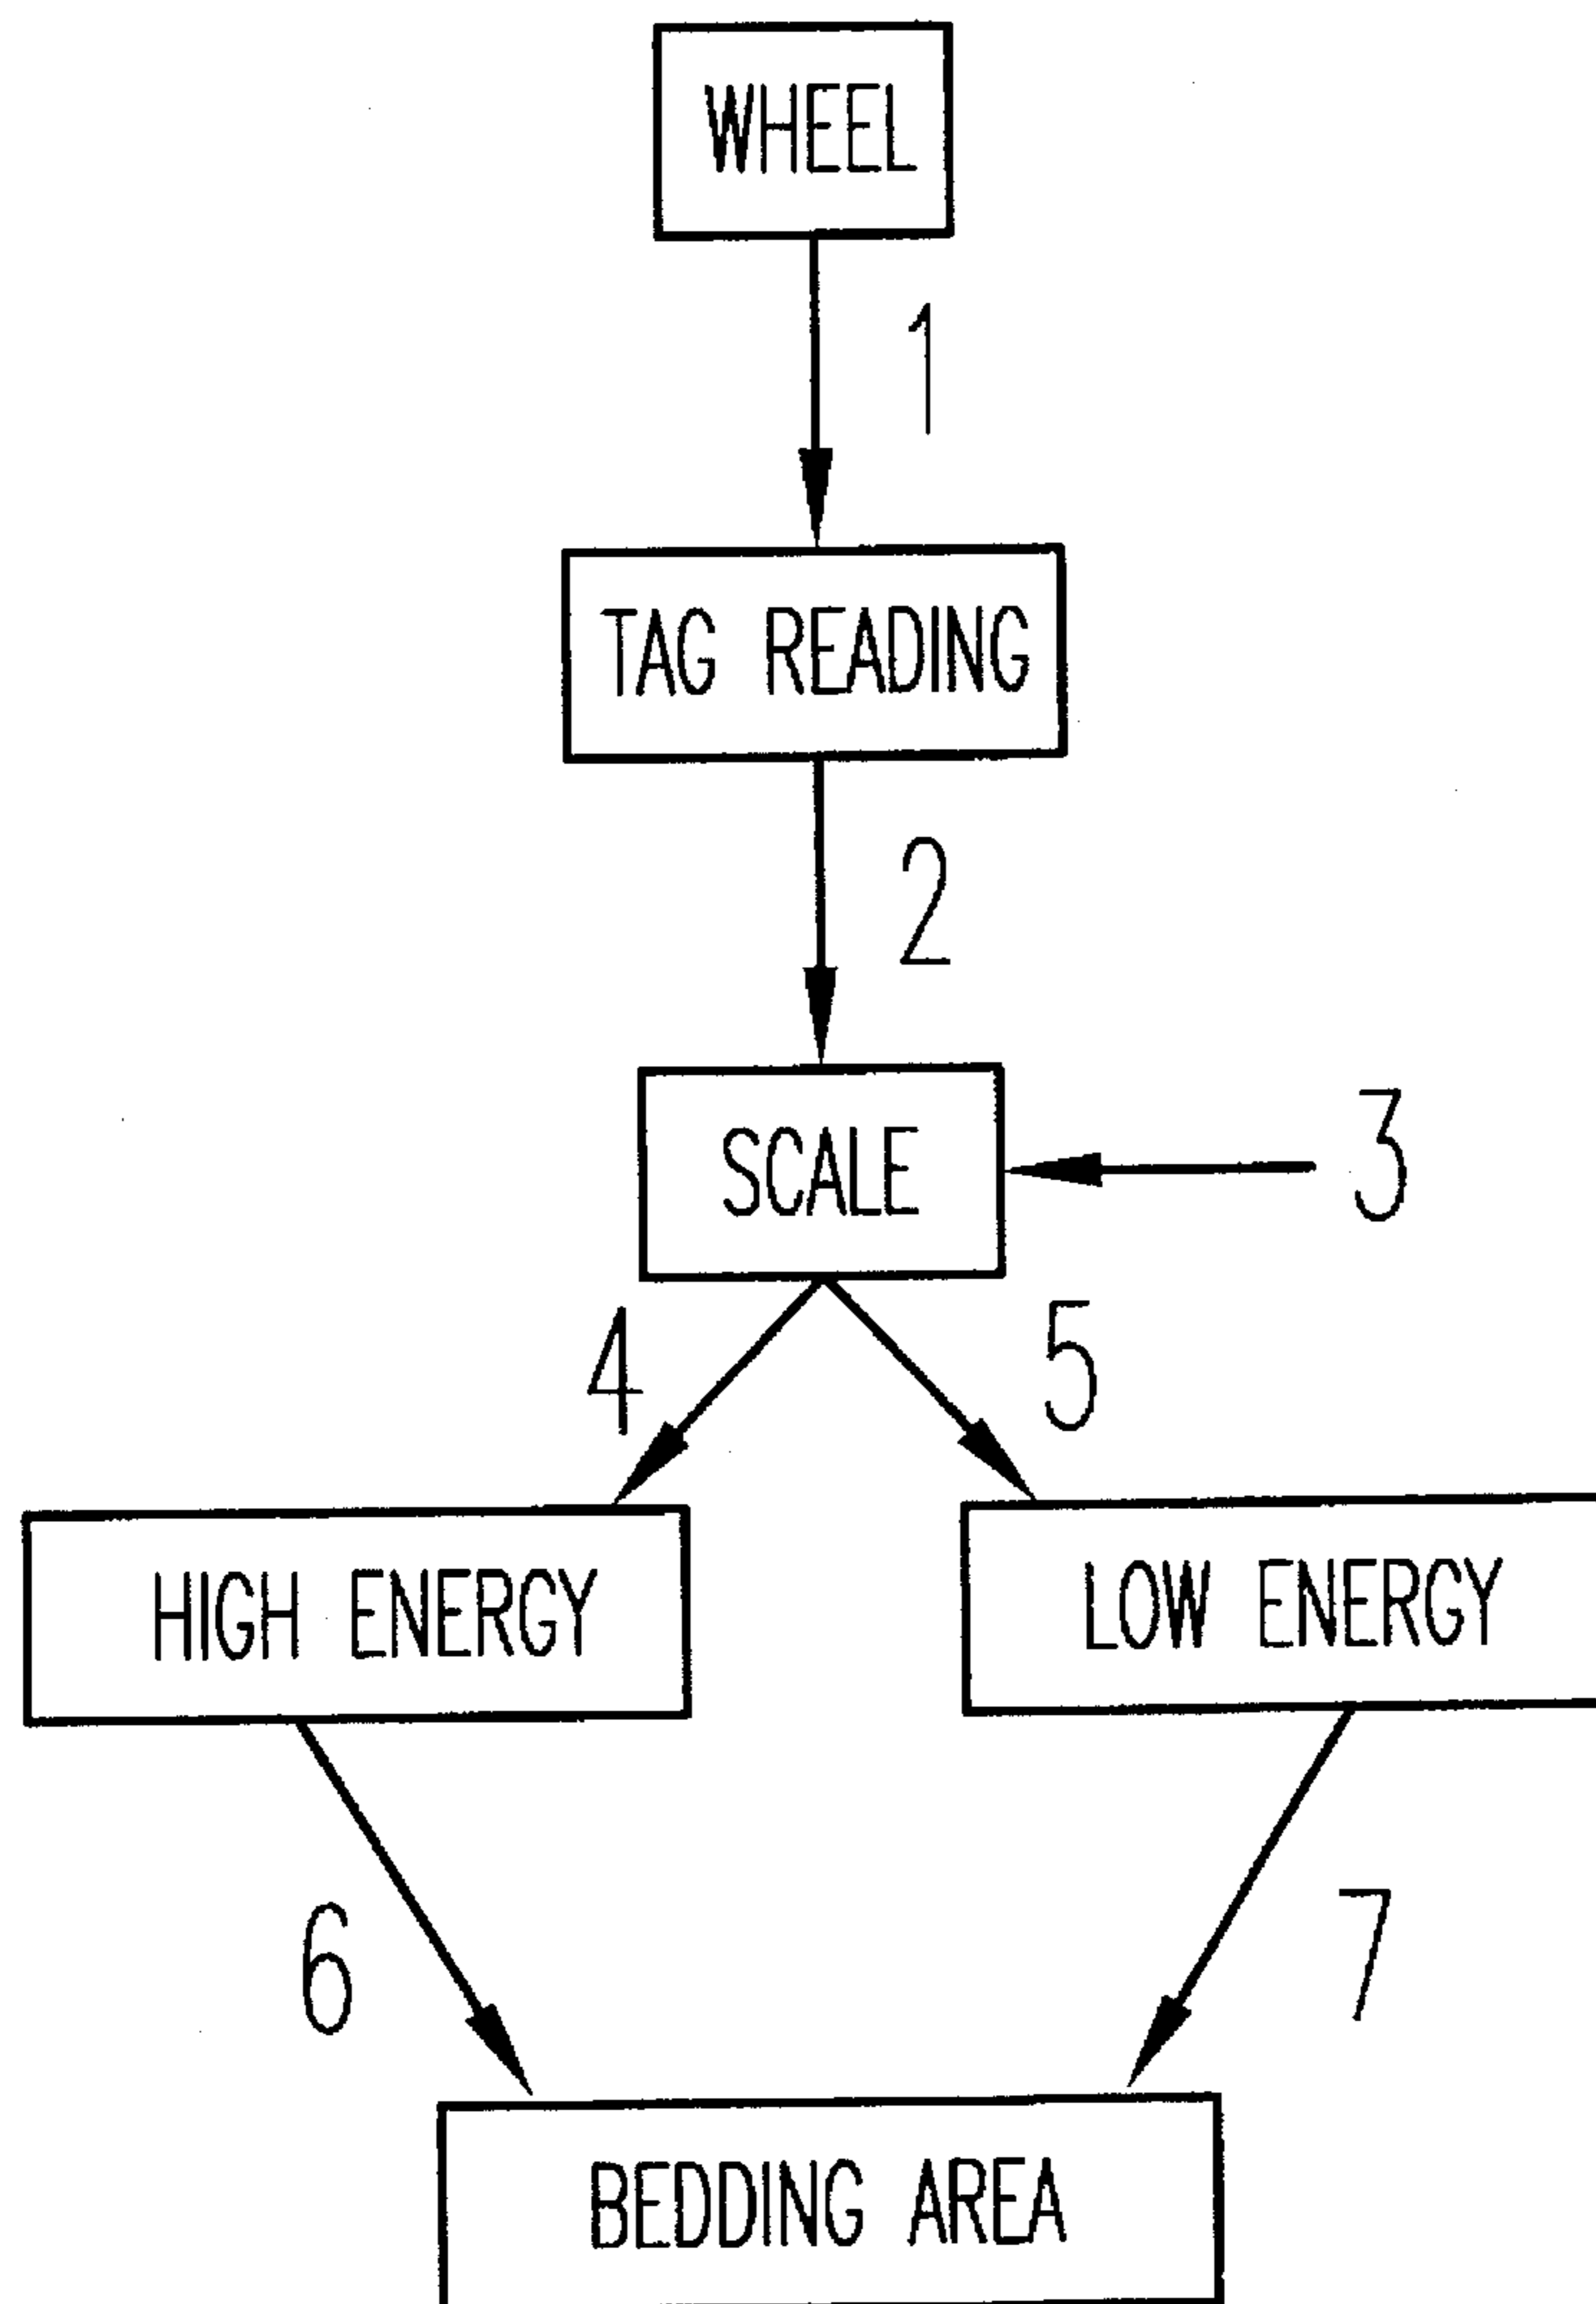 WHEEL
1
TAG READING
2
SCALE
3
4
5
HIGH ENERGY
LOW ENERGY
6
7
BEDDING AREA